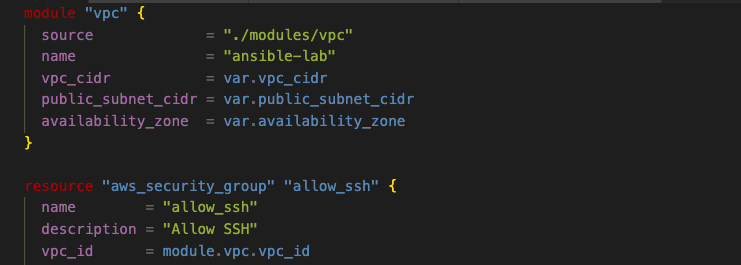 module "vpc" {
  source             = "./modules/vpc"
  name               = "ansible-lab"
  vpc_cidr           = var.vpc_cidr
  public_subnet_cidr = var.public_subnet_cidr
  availability_zone  = var.availability_zone
}
resource "aws_security_group" "allow_ssh" {
  name        = "allow_ssh"
  description = "Allow SSH"
  vpc_id      = module.vpc.vpc_id